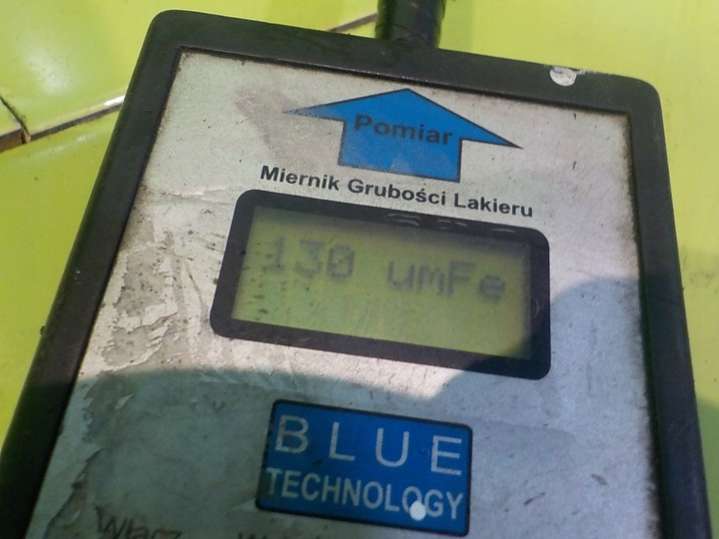 Pomiar
Miernik Grubości Lakieru
130 umFe
BLUE
TECHNOLOGY